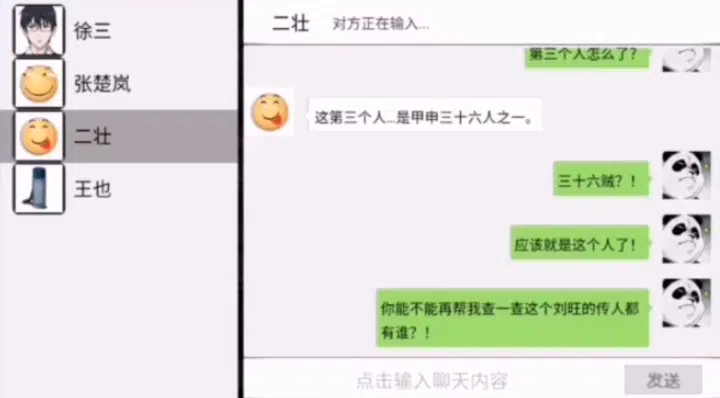 徐三
张楚岚
二壮
王也
二壮 对方正在输入...
第三个人怎么了？
这第三个人...是甲申三十六人之一。
三十六贼？！
应该就是这个人了！
你能不能再帮我查一查这个刘旺的传人都
有谁？！
点击输入聊天内容
发送